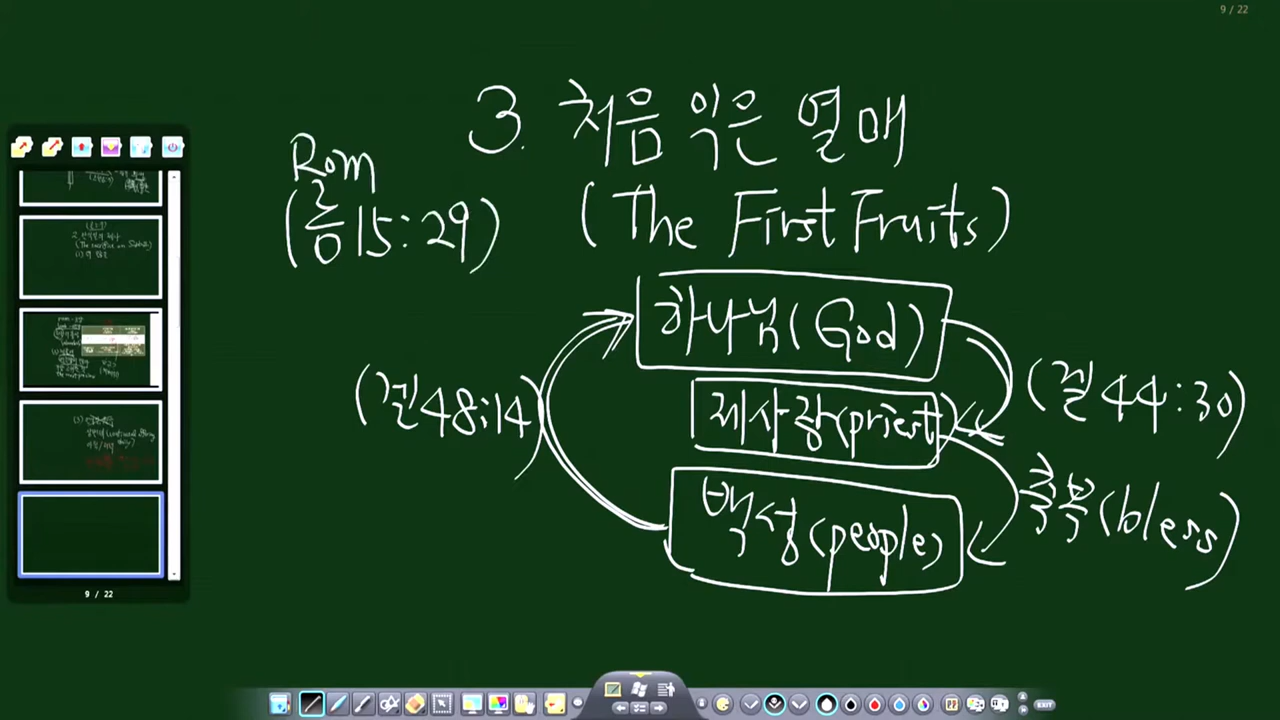 9 / 22
3. 처음 익은 열매
Rom
(롬15:29)
(The First Fruits)
하나님(God)
(겔48:14)
제사장(priest)
(겔44:30)
백성(people)
축복(bless)
9 / 22
EXIT